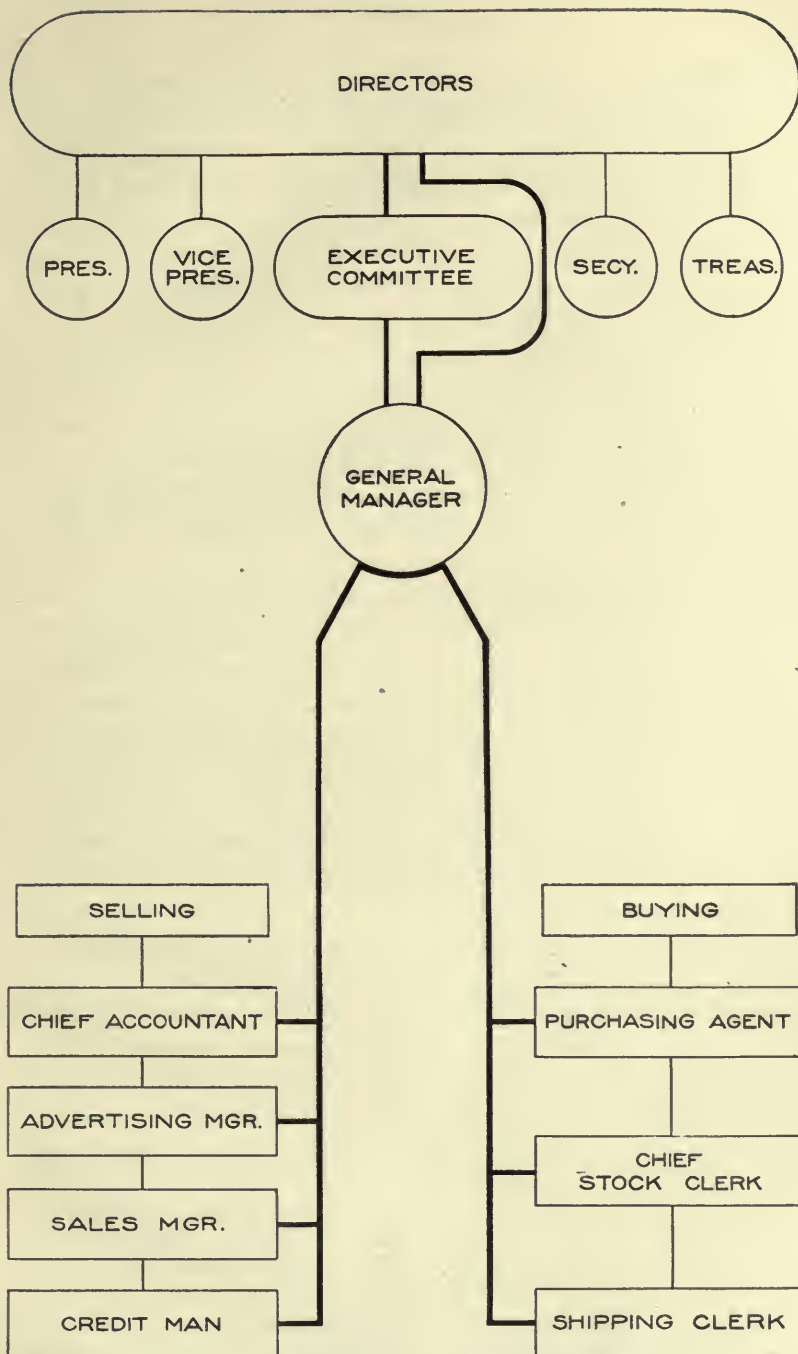 DIRECTORS
PRES.
VICE
PRES.
EXECUTIVE
COMMITTEE
SECY.
TREAS.
GENERAL
MANAGER
SELLING
CHIEF ACCOUNTANT
ADVERTISING MGR.
SALES MGR.
CREDIT MAN
BUYING
PURCHASING AGENT
CHIEF
STOCK CLERK
SHIPPING CLERK